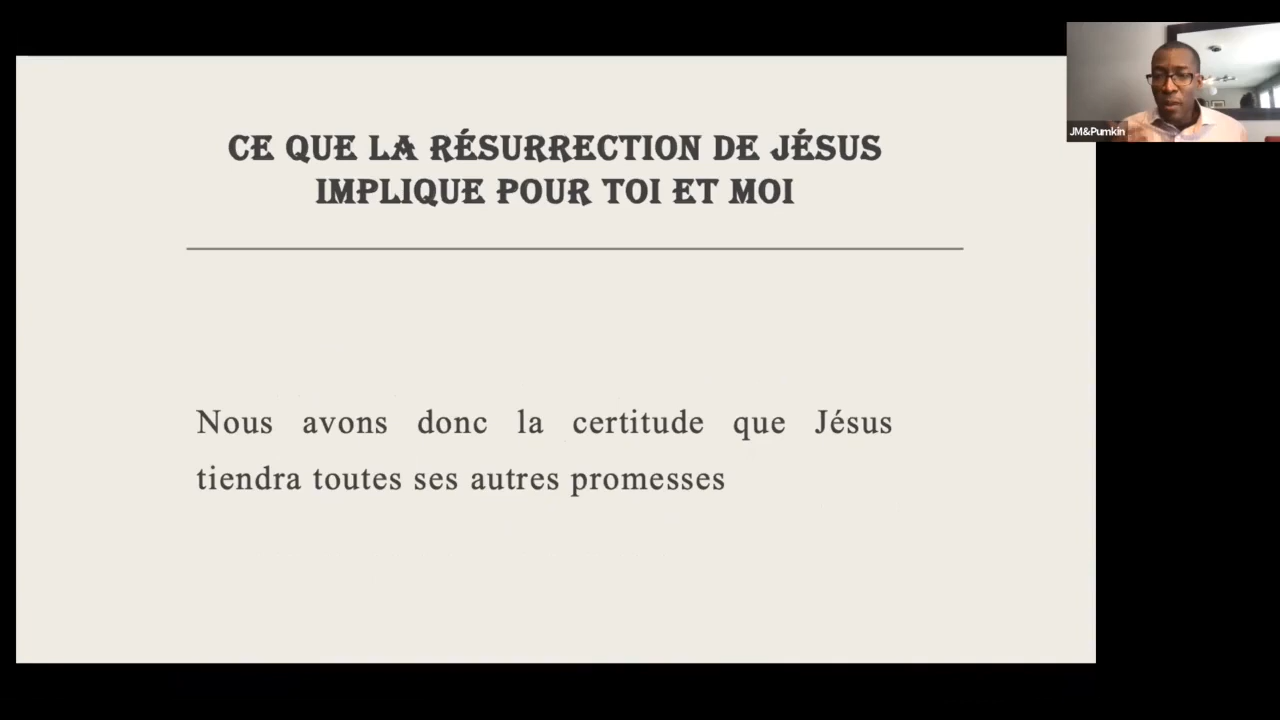 CE QUE LA RÉSURRECTION DE JÉSUS
IMPLIQUE POUR TOI ET MOI
Nous avons donc la certitude que Jésus
tiendra toutes ses autres promesses
JM&Pumkin